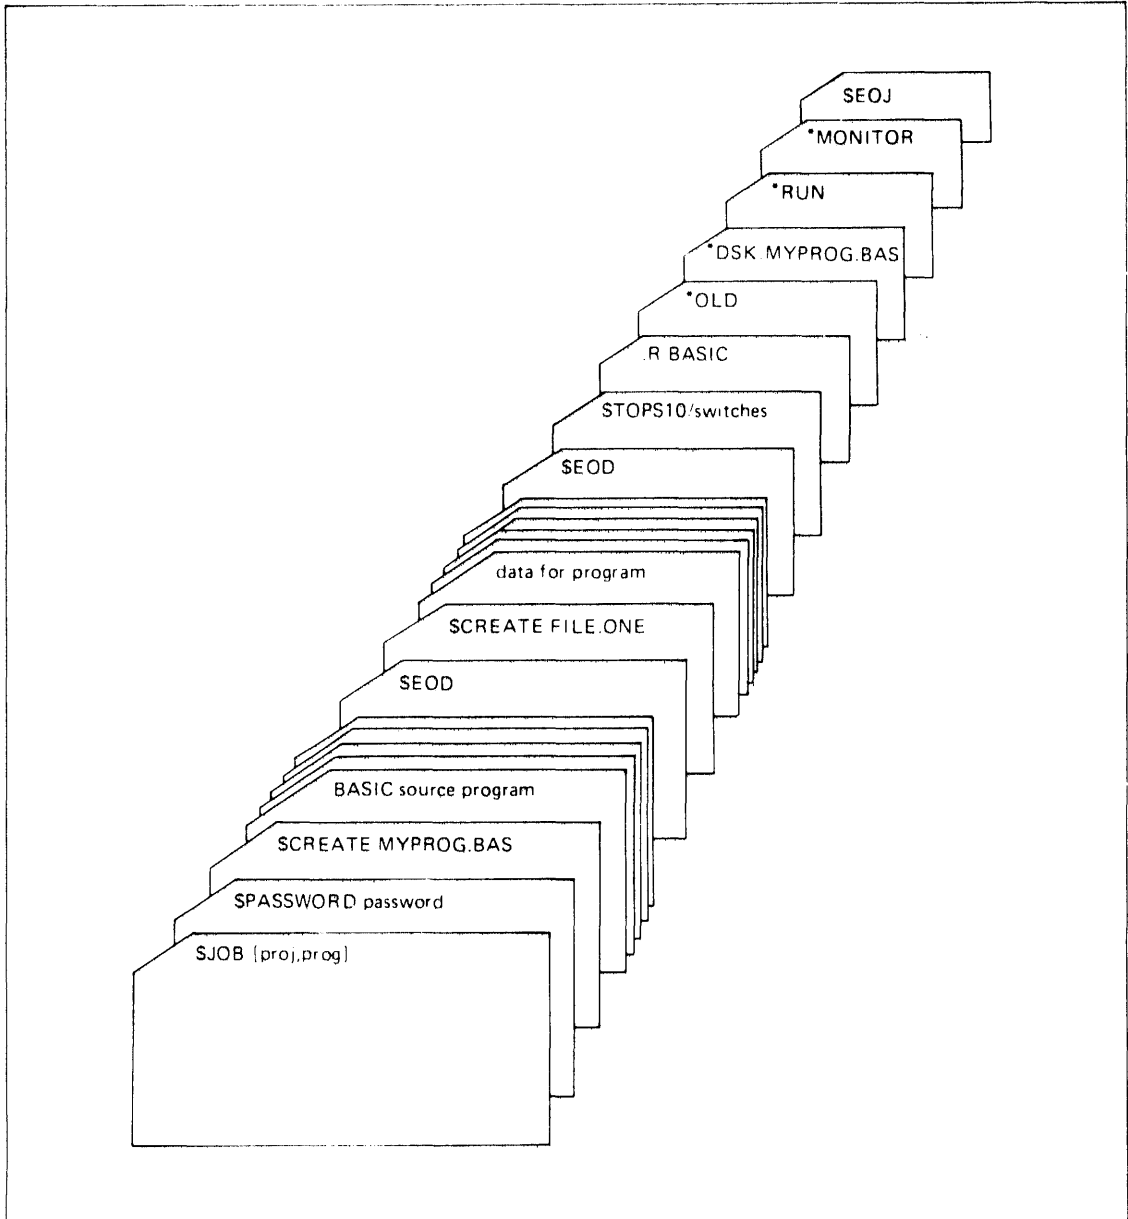 $EOJ
*MONITOR
*RUN
*DSK:MYPROG.BAS
*OLD
.R BASIC
$TOPS10/switches
$EOD
data for program
$CREATE FILE.ONE
$EOD
BASIC source program
$CREATE MYPROG.BAS
$PASSWORD password
$JOB [proj,prog]